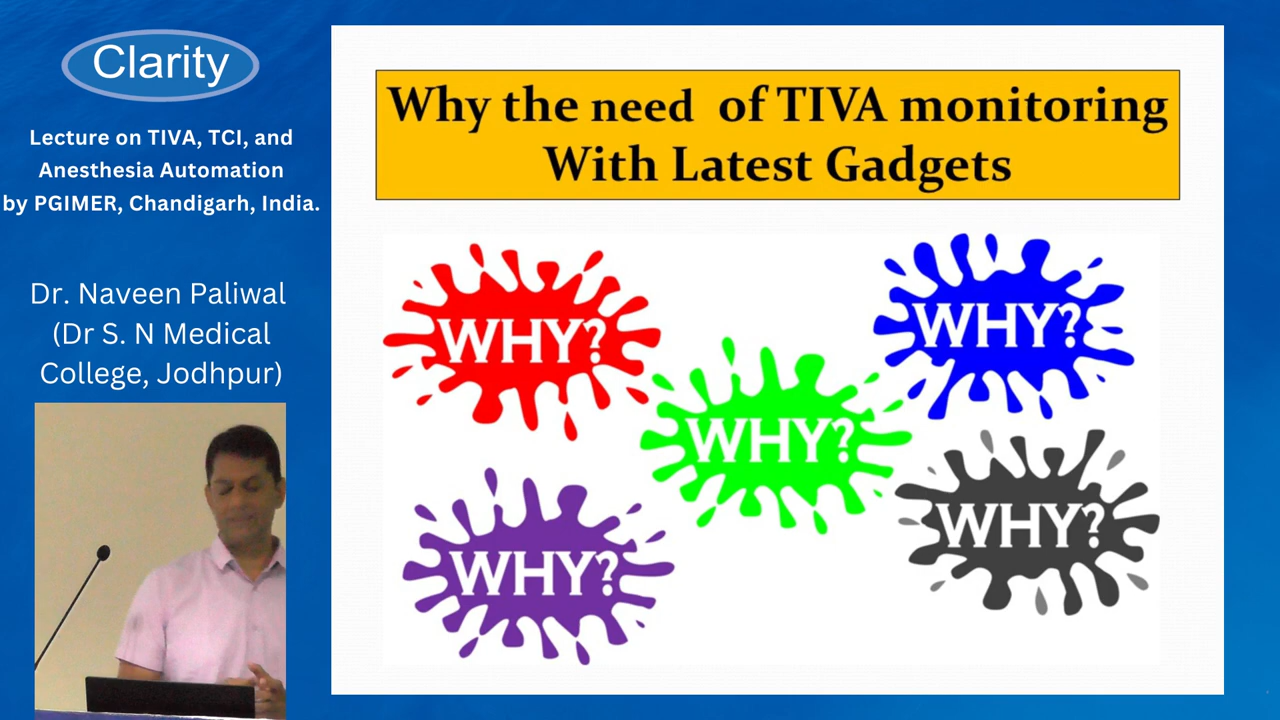 Clarity
Lecture on TIVA, TCI, and
Anesthesia Automation
by PGIMER, Chandigarh, India.
Dr. Naveen Paliwal
(Dr S. N Medical
College, Jodhpur)
Why the need of TIVA monitoring
With Latest Gadgets
WHY?
WHY?
WHY?
WHY?
WHY?